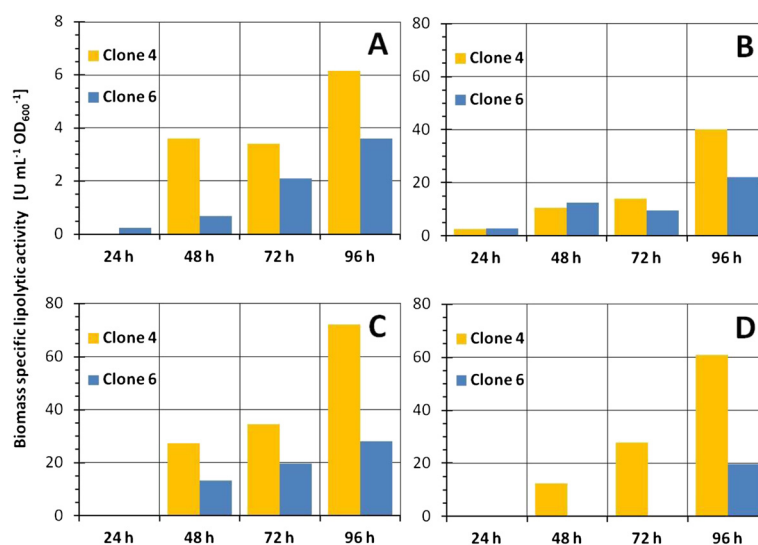 Biomass specific lipolytic activity [U mL⁻¹ OD₆₀₀⁻¹]
A
Clone 4
Clone 6
8
6
4
2
0
24 h 48 h 72 h 96 h
B
Clone 4
Clone 6
80
60
40
20
0
24 h 48 h 72 h 96 h
C
Clone 4
Clone 6
80
60
40
20
0
24 h 48 h 72 h 96 h
D
Clone 4
Clone 6
80
60
40
20
0
24 h 48 h 72 h 96 h